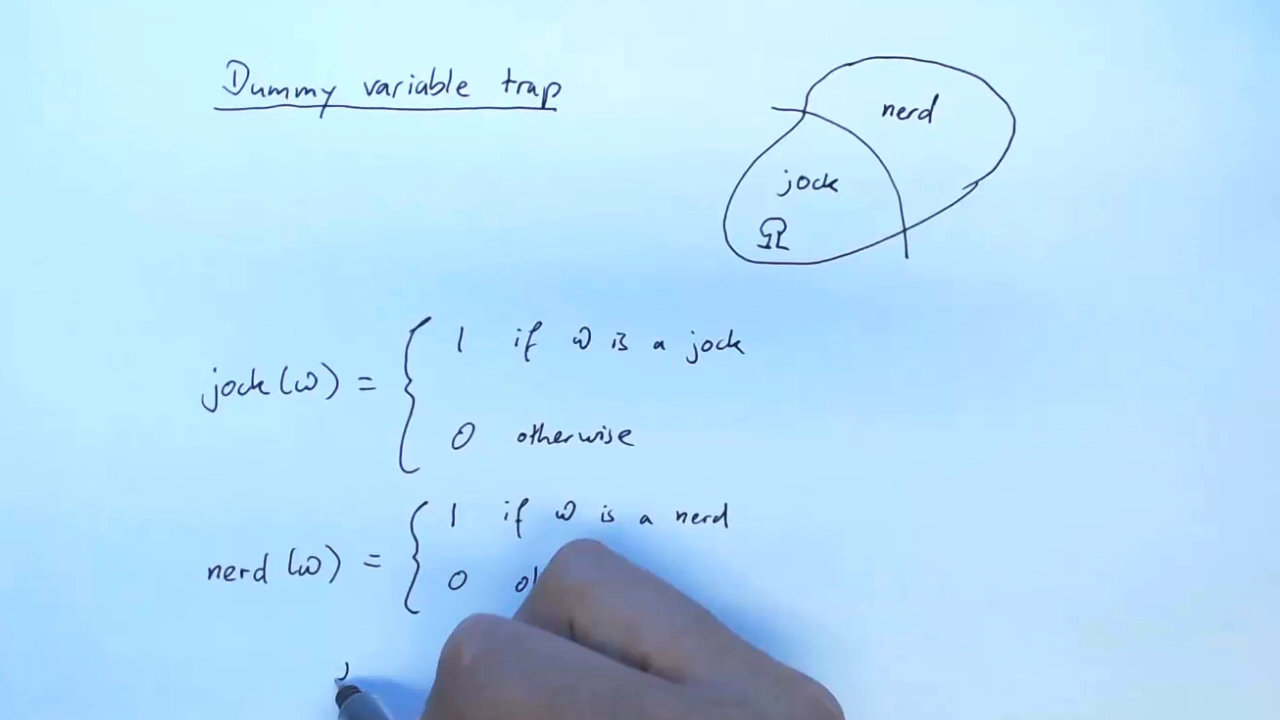 Dummy variable trap
nerd
jock
Ω
1 if ω is a jock
jock (ω) = {
0 otherwise
1 if ω is a nerd
nerd (ω) = {
0